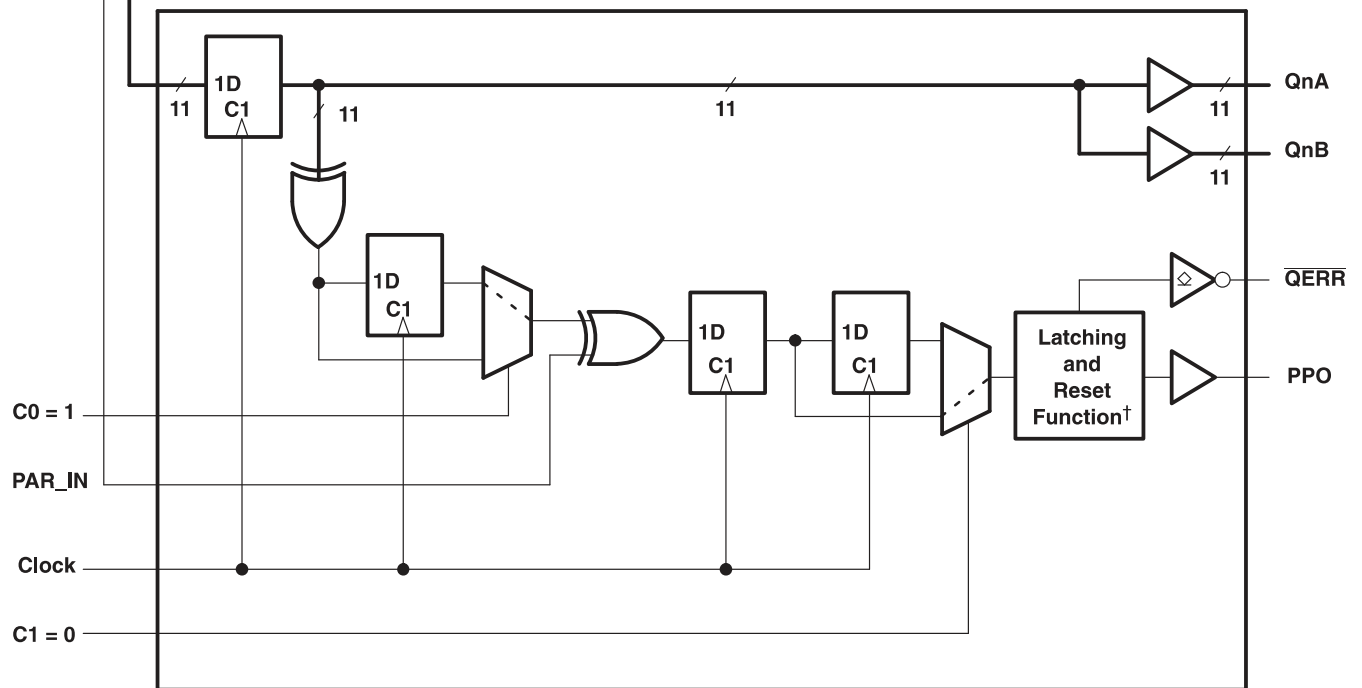 1D
C1
11
11
11
11
QnA
11
QnB
1D
C1
1D
C1
1D
C1
Latching
and
Reset
Function†
QERR
PPO
C0 = 1
PAR_IN
Clock
C1 = 0